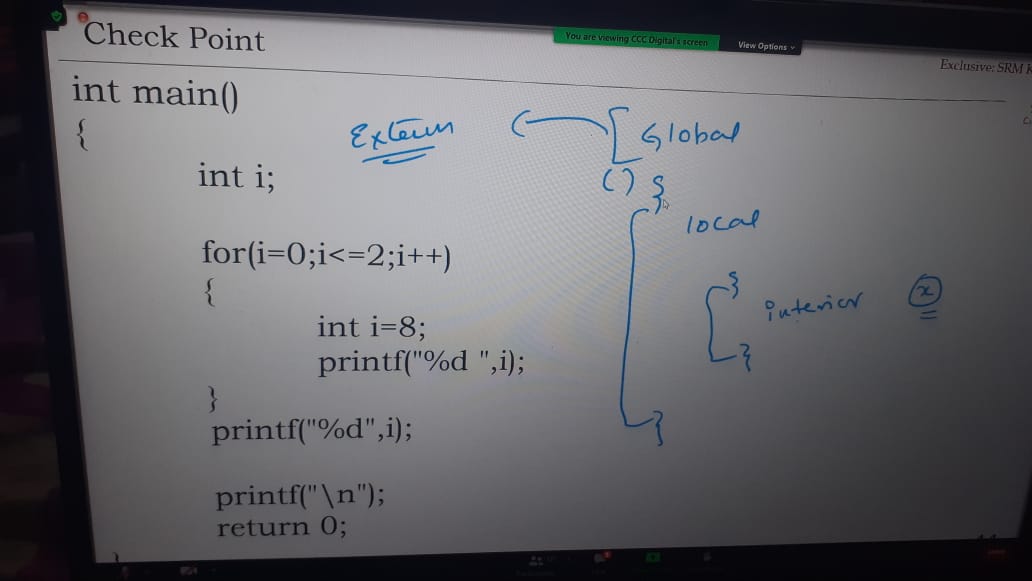 Check Point
You are viewing CCC Digital's screen
View Options
Exclusive: SRM
int main()
{
Extern
Global
() }
int i;
local
for(i=0;i<=2;i++)
{
}
interior
x
int i=8;
printf("%d ",i);
}
}
printf("%d",i);
}
printf("\n");
return 0;